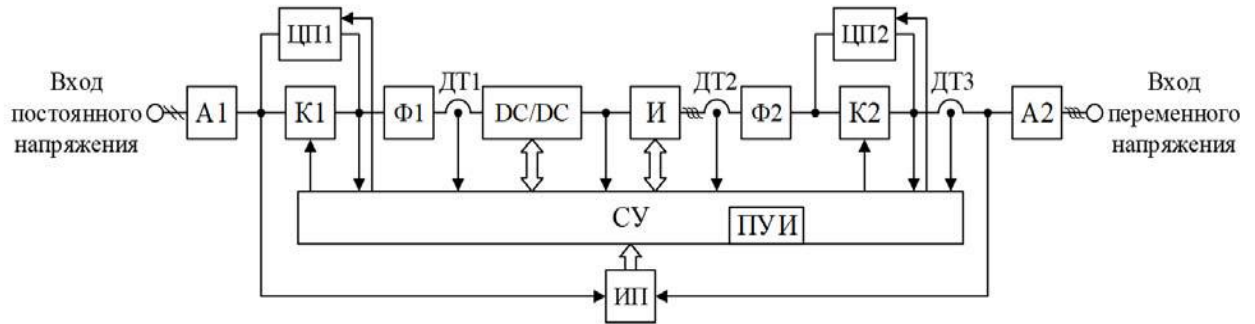 ЦП1
ЦП2
Вход
постоянного
напряжения
А1
К1
Ф1
ДТ1
DC/DC
И
ДТ2
Ф2
К2
ДТ3
А2
Вход
переменного
напряжения
СУ
ПУИ
ИП